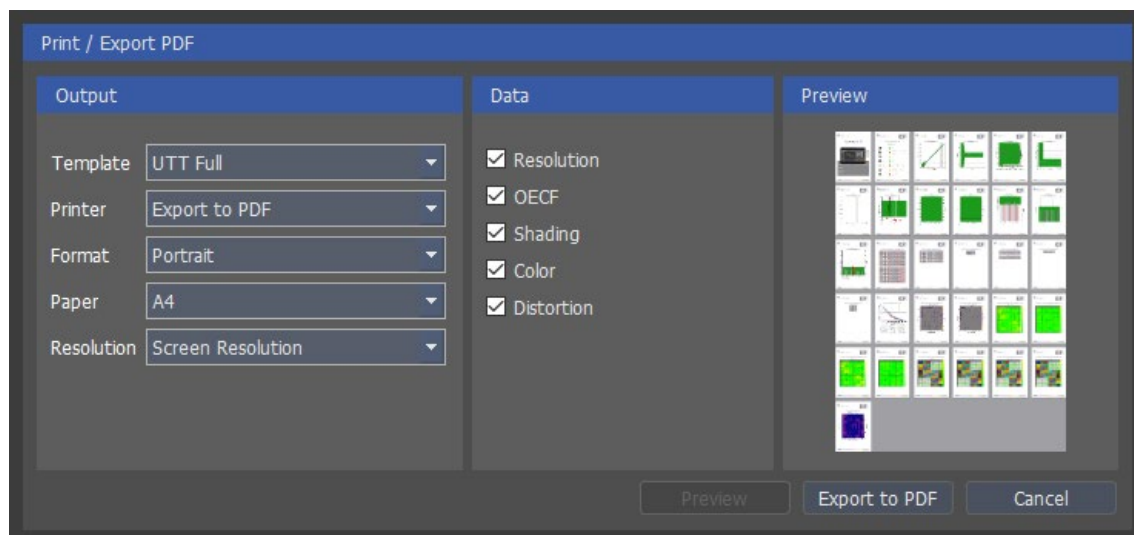 Print / Export PDF
Output
Template UTT Full
Printer Export to PDF
Format Portrait
Paper A4
Resolution Screen Resolution
Data
Resolution
OECF
Shading
Color
Distortion
Preview
Preview Export to PDF Cancel